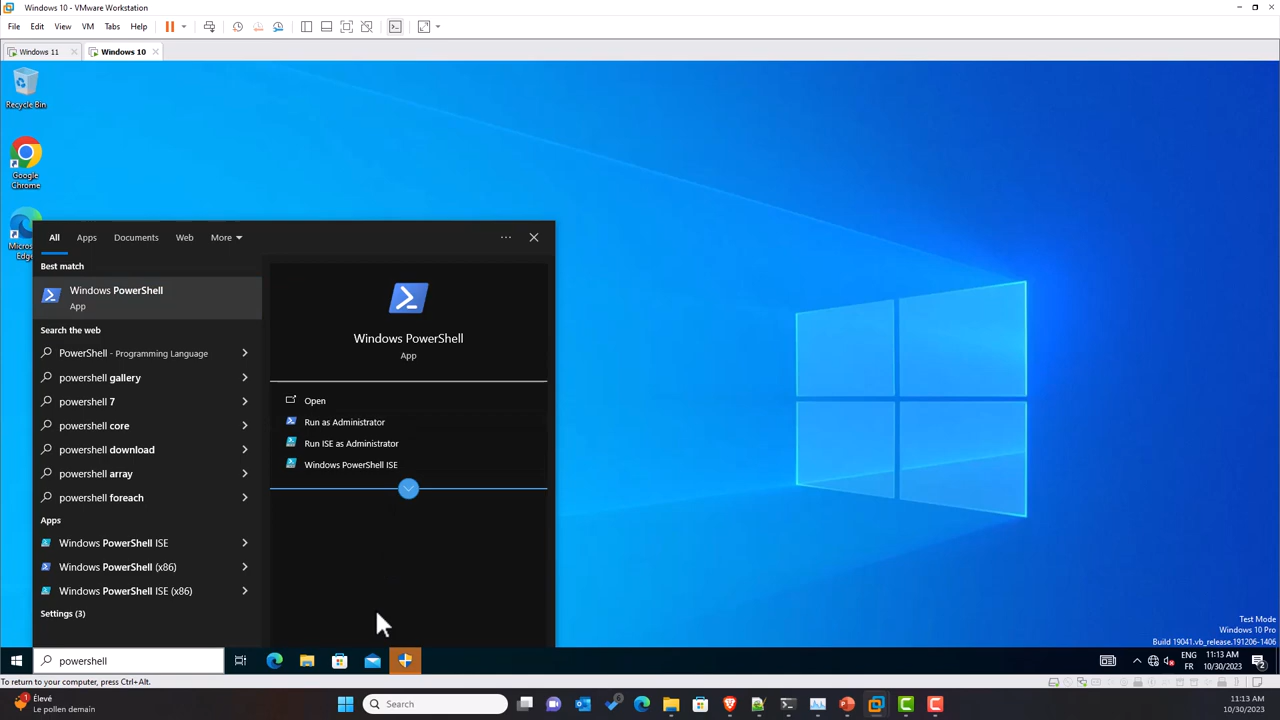 Windows 10 - VMware Workstation
File Edit View VM Tabs Help
Windows 11
Windows 10
Recycle Bin
Google
Chrome
Edge
All Apps Documents Web More
Best match
Windows PowerShell
App
Search the web
PowerShell - Programming Language
powershell gallery
powershell 7
powershell core
powershell download
powershell array
powershell foreach
Apps
Windows PowerShell ISE
Windows PowerShell (x86)
Windows PowerShell ISE (x86)
Settings (3)
Windows PowerShell
App
Open
Run as Administrator
Run ISE as Administrator
Windows PowerShell ISE
Test Mode
Windows 10 Pro
Build 19041.vb_release.191206-1406
powershell
ENG
FR
11:13 AM
10/30/2023
2
To return to your computer, press Ctrl+Alt.
1
Élevé
Le pollen demain
Search
11:13 AM
10/30/2023